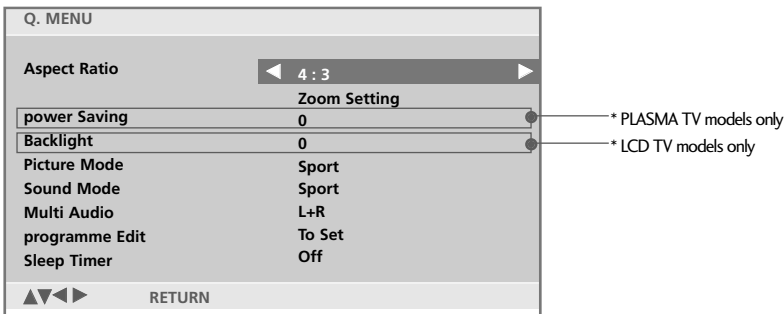 Q. MENU
Aspect Ratio 4 : 3
Zoom Setting
power Saving 0 * PLASMA TV models only
Backlight 0 * LCD TV models only
Picture Mode Sport
Sound Mode Sport
Multi Audio L+R
programme Edit To Set
Sleep Timer Off
RETURN